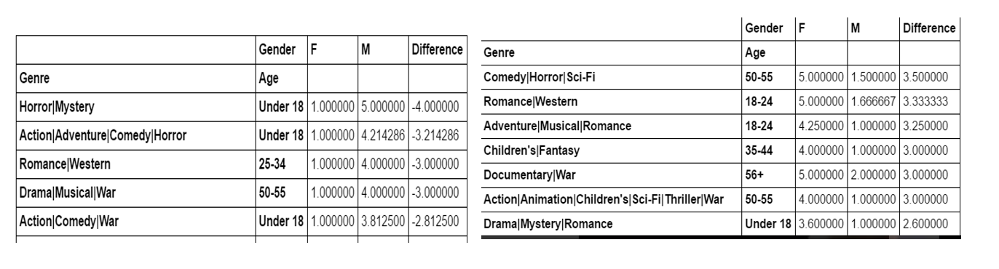 Gender F M Difference
Genre Age
Horror|Mystery Under 18 1.000000 5.000000 -4.000000
Action|Adventure|Comedy|Horror Under 18 1.000000 4.214286 -3.214286
Romance|Western 25-34 1.000000 4.000000 -3.000000
Drama|Musical|War 50-55 1.000000 4.000000 -3.000000
Action|Comedy|War Under 18 1.000000 3.812500 -2.812500
Gender F M Difference
Genre Age
Comedy|Horror|Sci-Fi 50-55 5.000000 1.500000 3.500000
Romance|Western 18-24 5.000000 1.666667 3.333333
Adventure|Musical|Romance 18-24 4.250000 1.000000 3.250000
Children's|Fantasy 35-44 4.000000 1.000000 3.000000
Documentary|War 56+ 5.000000 2.000000 3.000000
Action|Animation|Children's|Sci-Fi|Thriller|War 50-55 4.000000 1.000000 3.000000
Drama|Mystery|Romance Under 18 3.600000 1.000000 2.600000